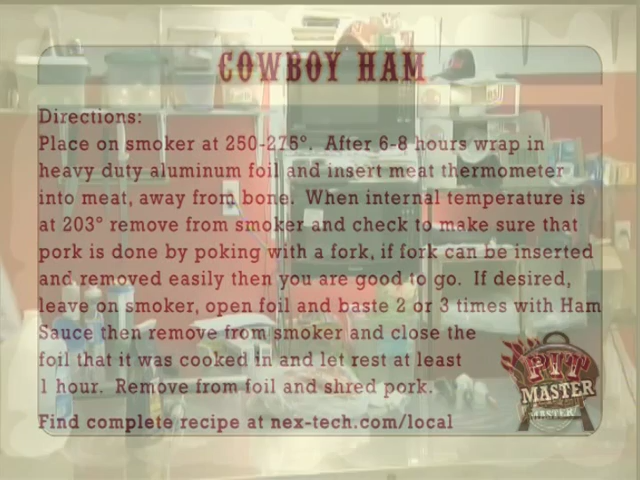 COWBOY HAM
Directions:
Place on smoker at 250-275°. After 6-8 hours wrap in
heavy duty aluminum foil and insert meat thermometer
into meat, away from bone. When internal temperature is
at 203° remove from smoker and check to make sure that
pork is done by poking with a fork, if fork can be inserted
and removed easily then you are good to go. If desired,
leave on smoker, open foil and baste 2 or 3 times with Ham
Sauce then remove from smoker and close the
foil that it was cooked in and let rest at least
1 hour. Remove from foil and shred pork.
Find complete recipe at nex-tech.com/local
PIT
MASTER
MASTER